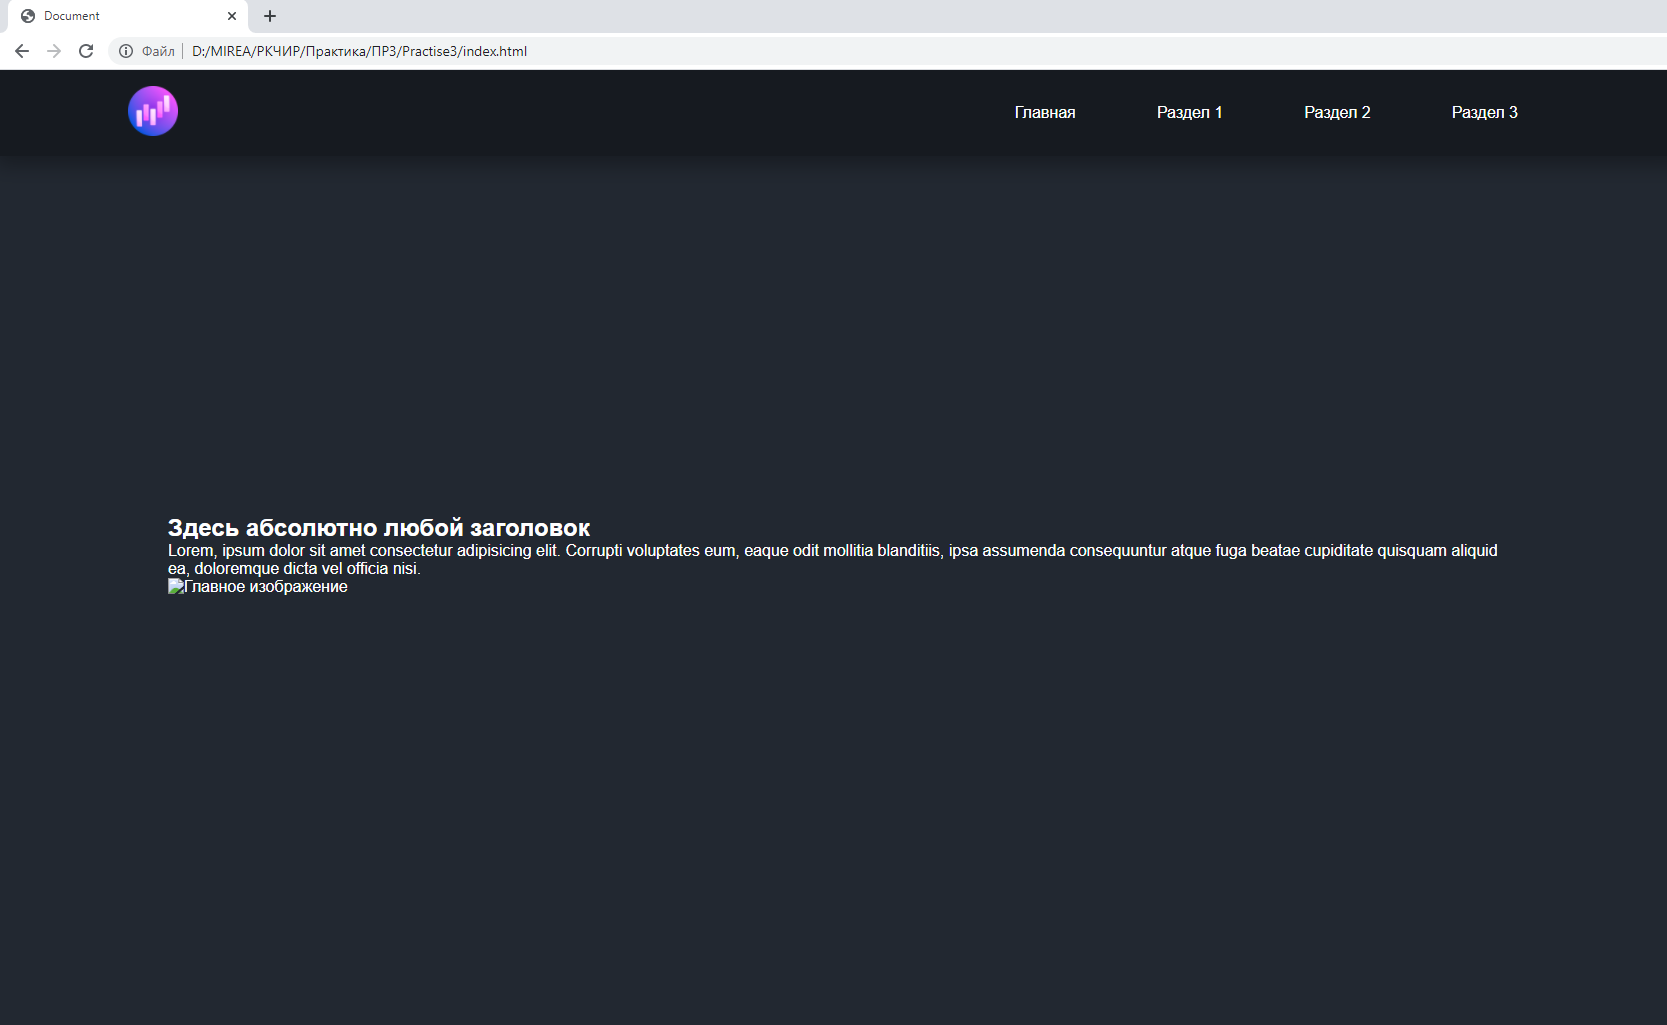 Document
Файл
D:/MIREA/РКЧИР/Практика/ПР3/Practise3/index.html
Главная
Раздел 1
Раздел 2
Раздел 3
Здесь абсолютно любой заголовок
Lorem, ipsum dolor sit amet consectetur adipisicing elit. Corrupti voluptates eum, eaque odit mollitia blanditiis, ipsa assumenda consequuntur atque fuga beatae cupiditate quisquam aliquid
ea, doloremque dicta vel officia nisi.
Главное изображение